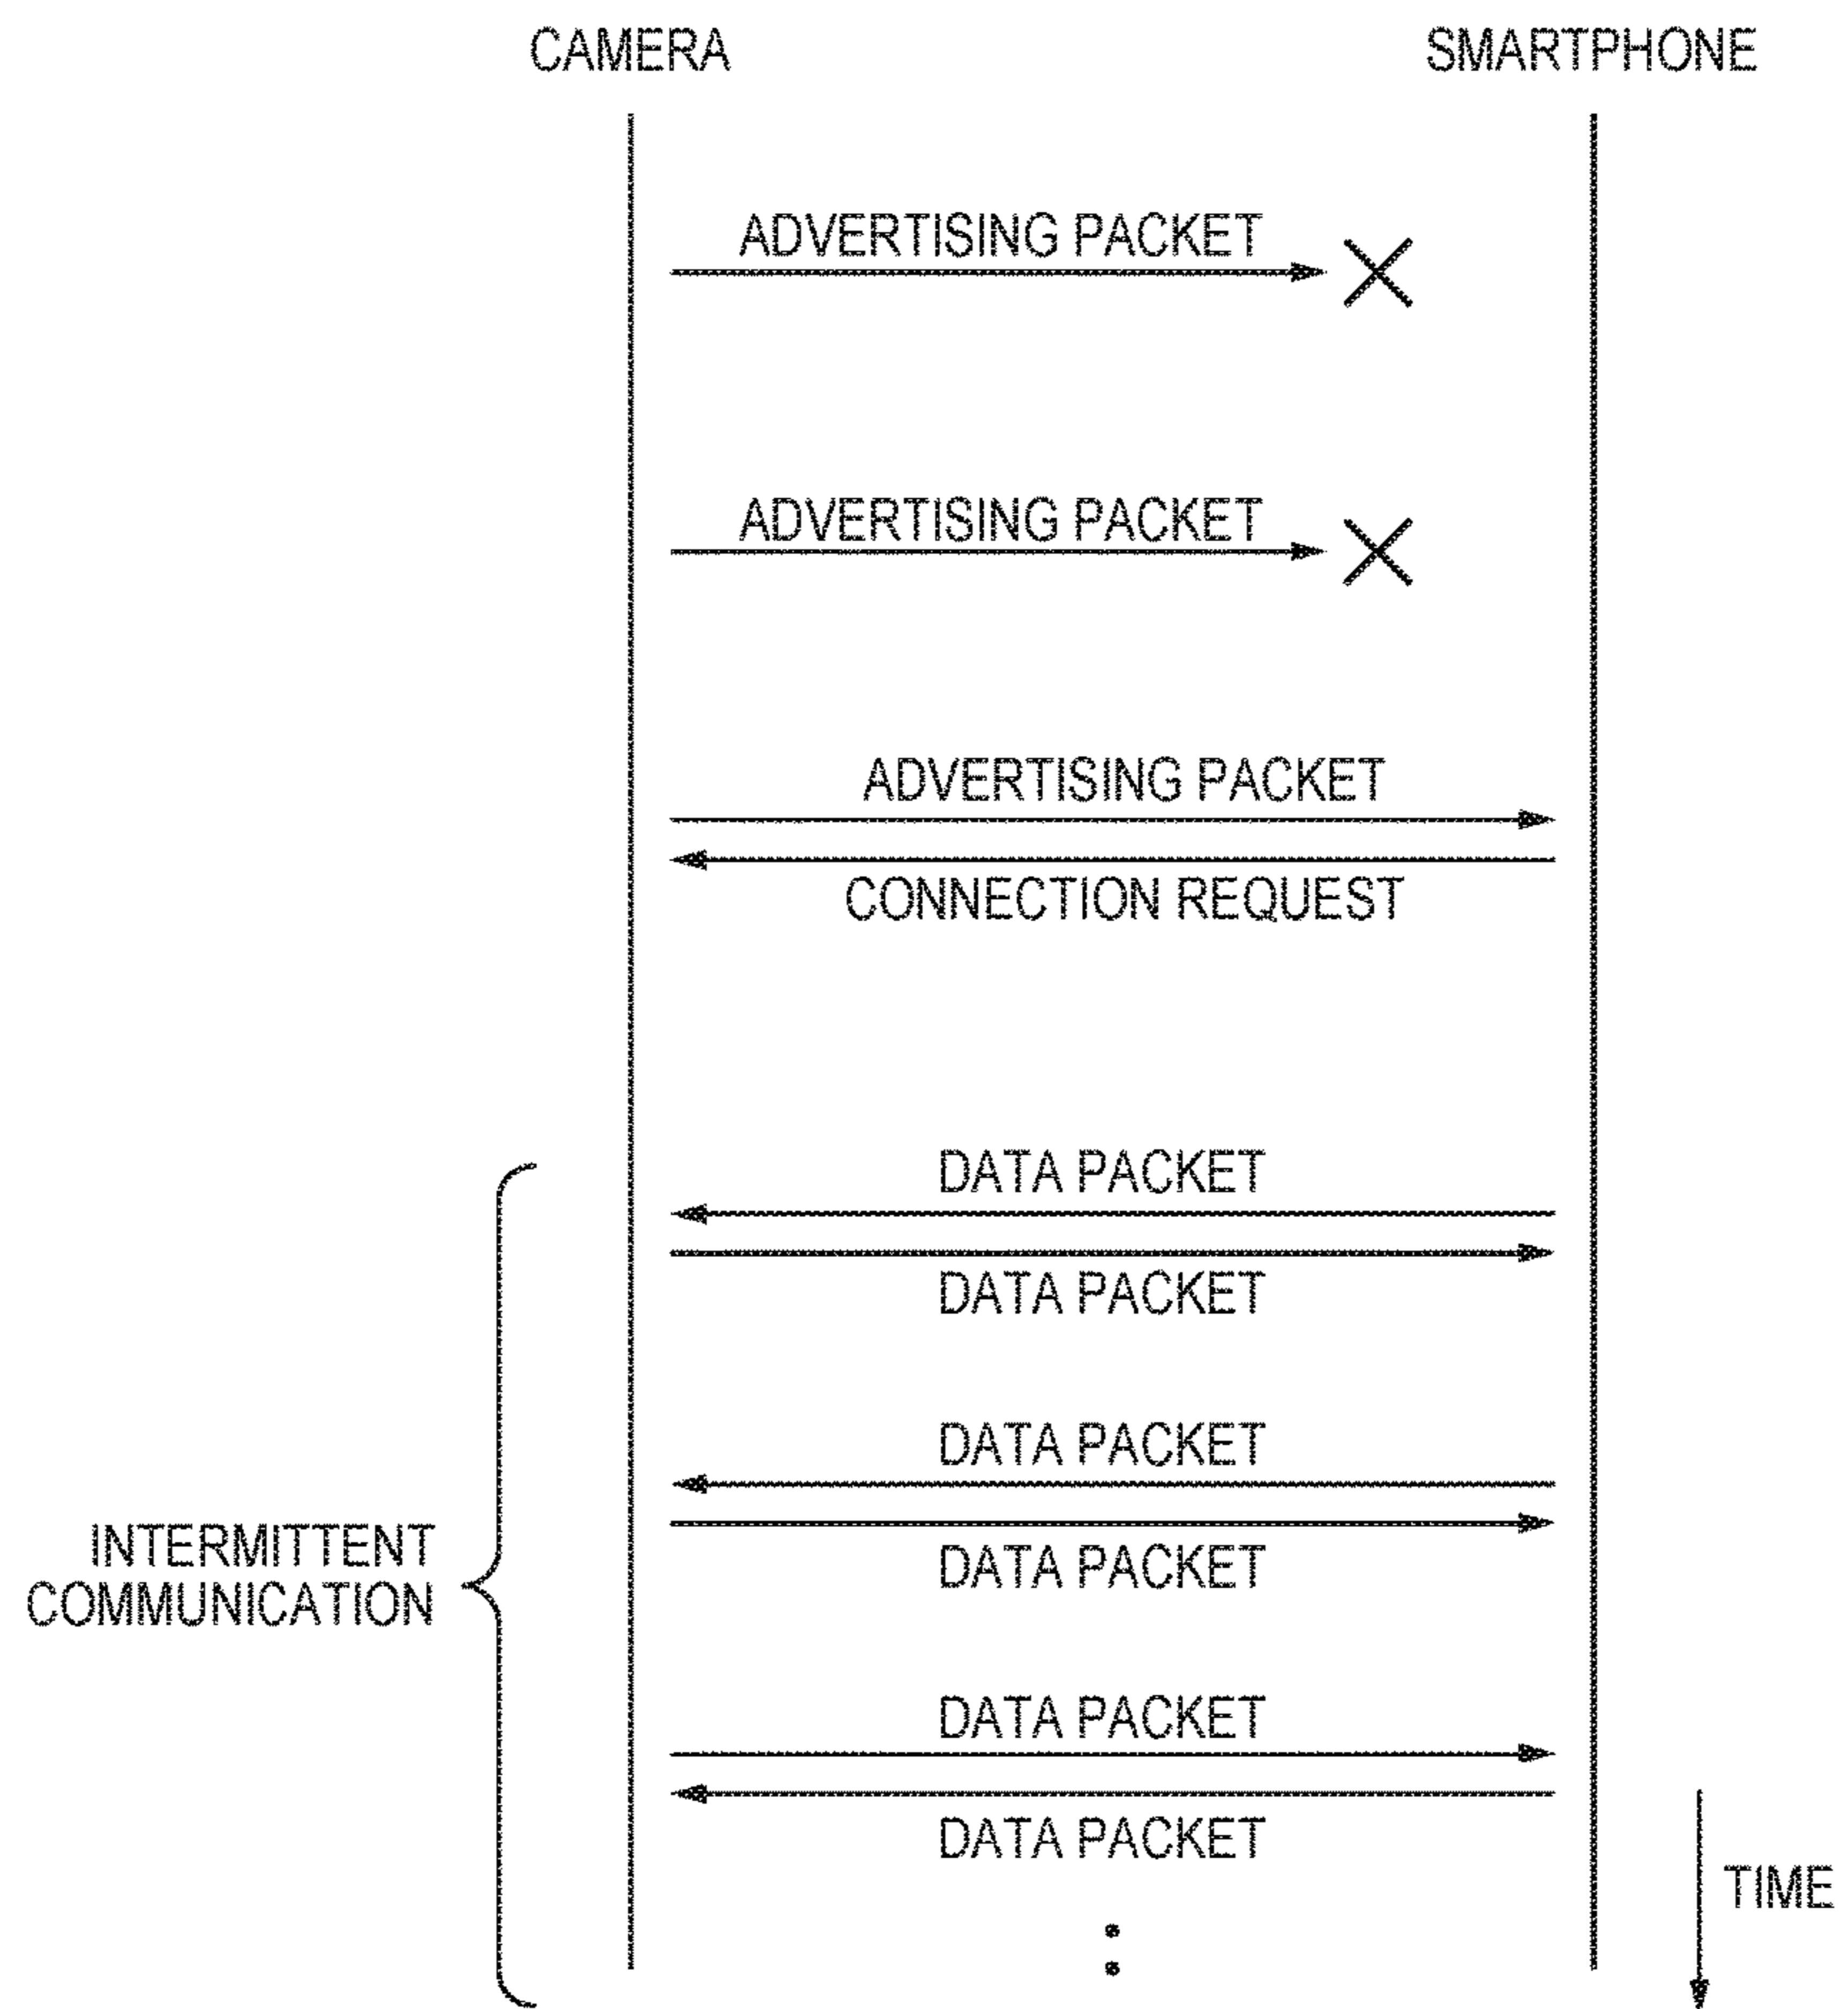 CAMERA
SMARTPHONE
ADVERTISING PACKET
ADVERTISING PACKET
ADVERTISING PACKET
CONNECTION REQUEST
DATA PACKET
DATA PACKET
DATA PACKET
DATA PACKET
INTERMITTENT
COMMUNICATION
DATA PACKET
DATA PACKET
TIME